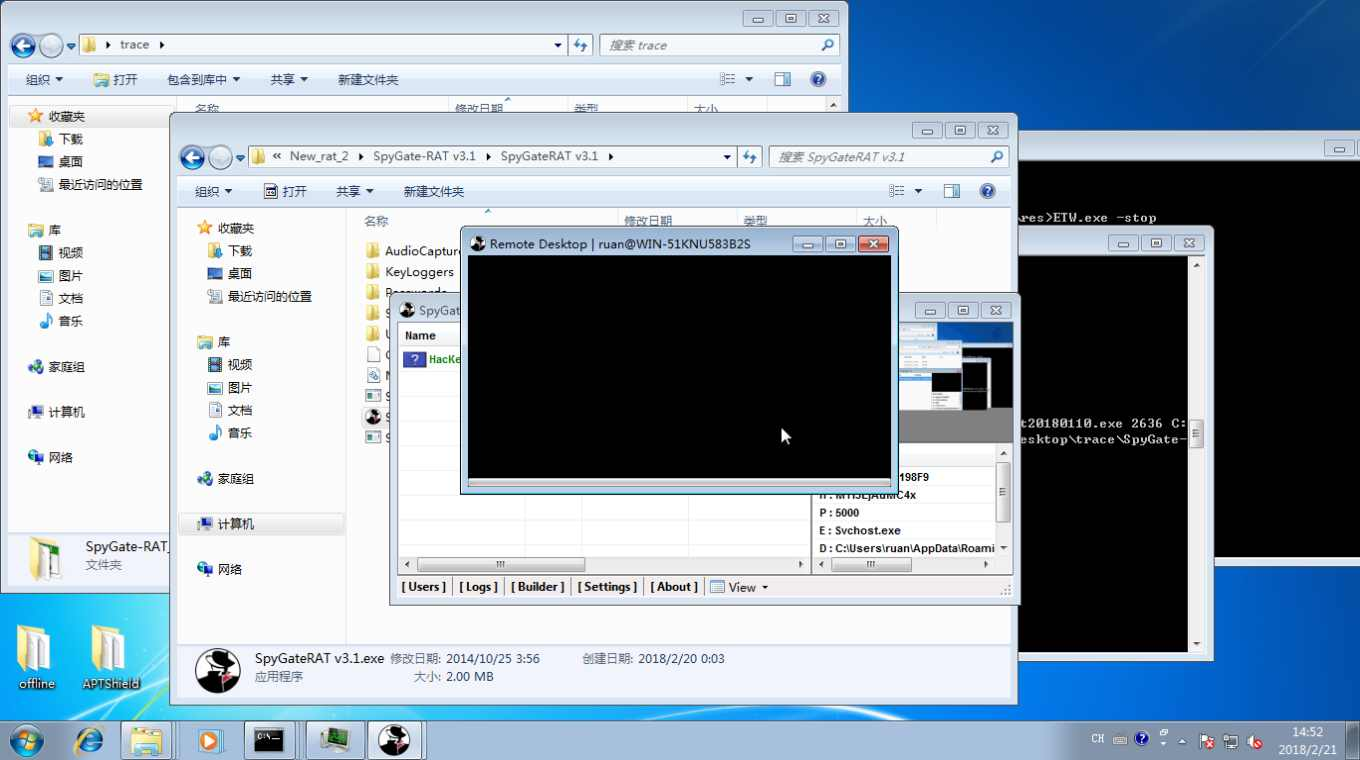 trace
搜索 trace
组织 打开 包含到库中 共享 新建文件夹
名称 修改日期 类型 大小
收藏夹
下载
桌面
最近访问的位置
库
视频
图片
文档
音乐
家庭组
计算机
网络
SpyGate-RAT_
文件夹
« New_rat_2 SpyGate-RAT v3.1 SpyGateRAT v3.1
搜索 SpyGateRAT v3.1
组织 打开 共享 新建文件夹
名称 修改日期 类型 大小
收藏夹
下载
桌面
最近访问的位置
库
视频
图片
文档
音乐
家庭组
计算机
网络
AudioCapture
KeyLoggers
Passwords
SpyGateRAT v3.1.exe 修改日期: 2014/10/25 3:56 创建日期: 2018/2/20 0:03
应用程序 大小: 2.00 MB
Remote Desktop | ruan@WIN-51KNU583B2S
SpyGat
Name
? HacKe
198F9
P : 5000
E : Svchost.exe
D : C:\Users\ruan\AppData\Roami
[ Users ] [ Logs ] [ Builder ] [ Settings ] [ About ] View
\res>ETW.exe -stop
t20180110.exe 2636 C:
esktop\trace\SpyGate-
offline
APTShield
CH
14:52
2018/2/21